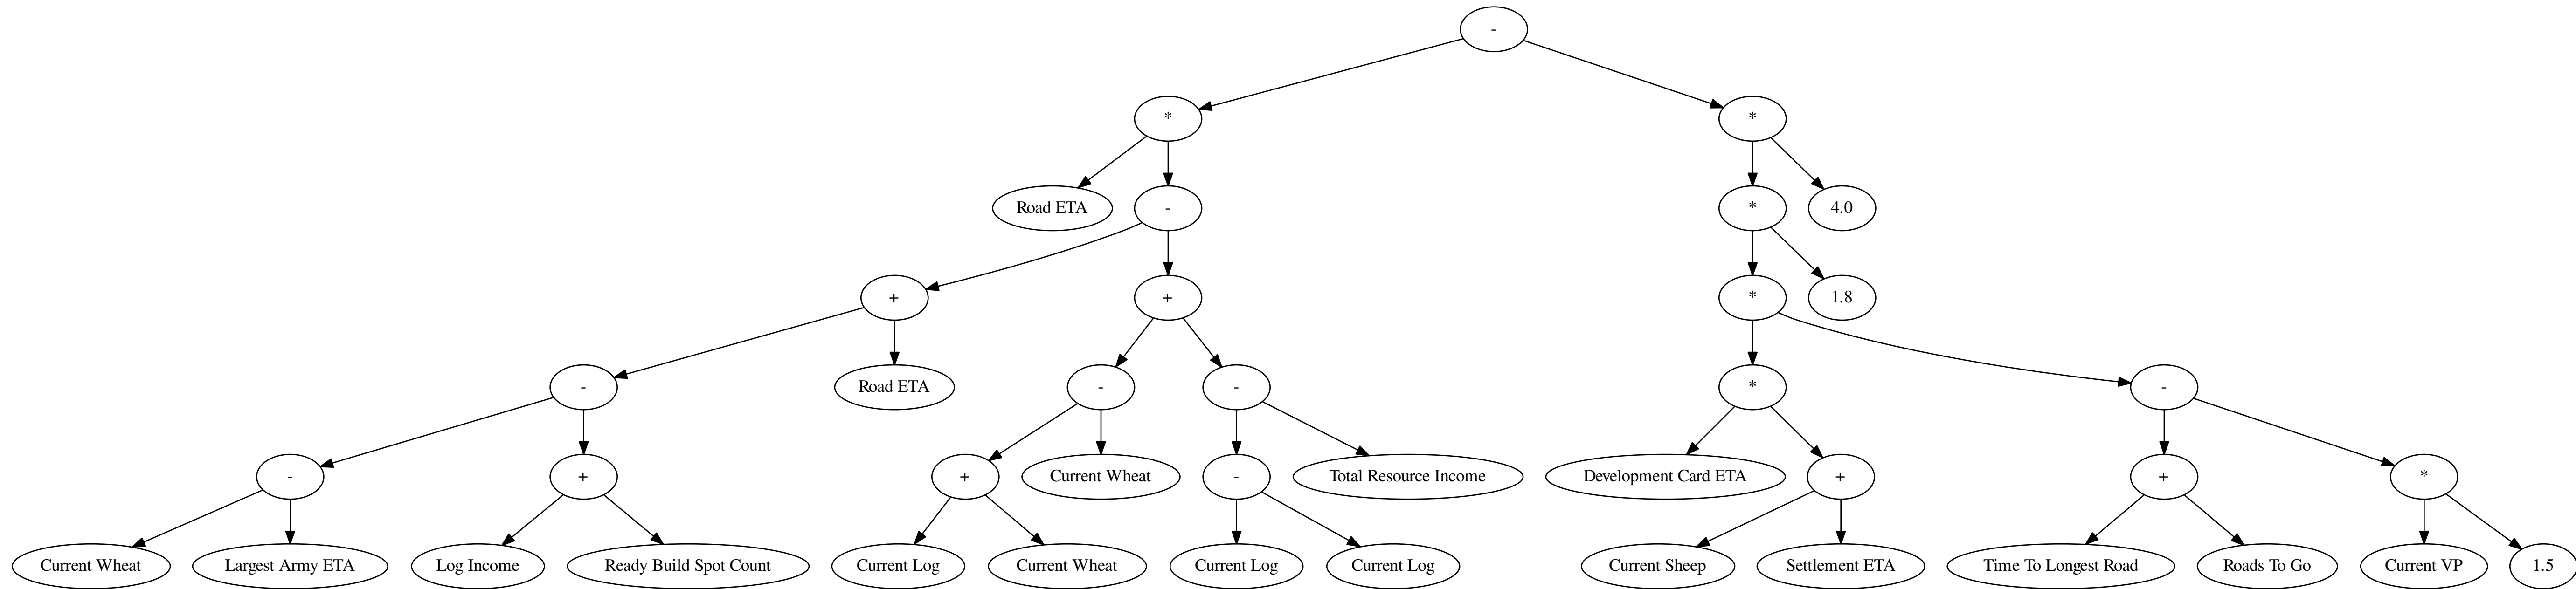 -
* *
Road ETA - * 4.0
+ + * 1.8
- Road ETA - - * -
- + + Current Wheat - Total Resource Income Development Card ETA + + *
Current Wheat Largest Army ETA Log Income Ready Build Spot Count Current Log Current Wheat Current Log Current Log Current Sheep Settlement ETA Time To Longest Road Roads To Go Current VP 1.5